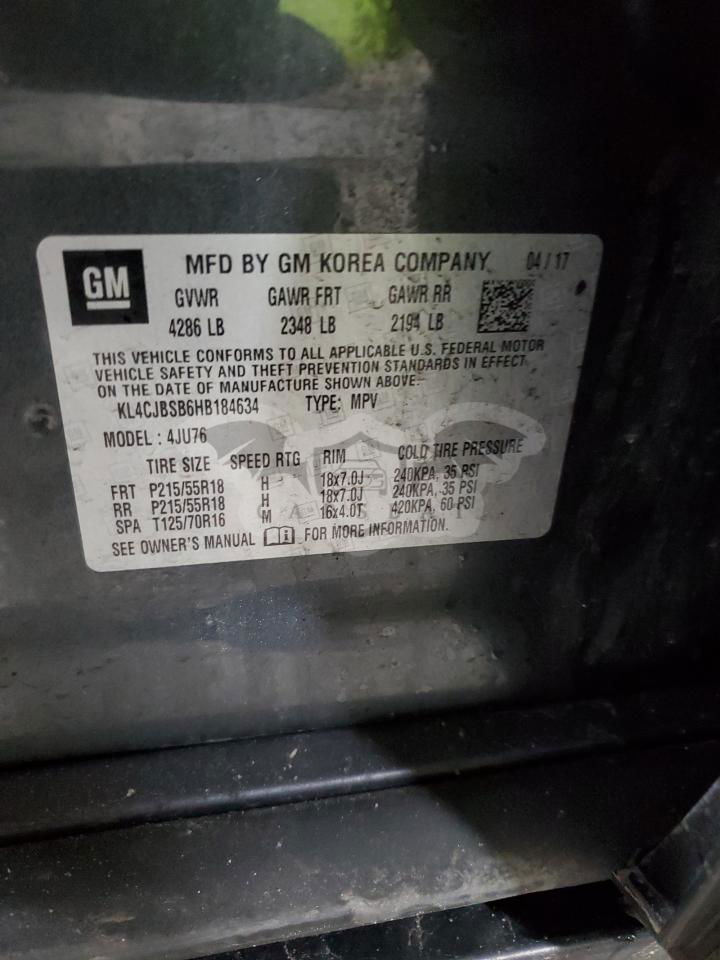 GM
MFD BY GM KOREA COMPANY 04 / 17
GVWR GAWR FRT GAWR RR
4286 LB 2348 LB 2194 LB
THIS VEHICLE CONFORMS TO ALL APPLICABLE U.S. FEDERAL MOTOR
VEHICLE SAFETY AND THEFT PREVENTION STANDARDS IN EFFECT
ON THE DATE OF MANUFACTURE SHOWN ABOVE.
KL4CJBSB6HB184634 TYPE: MPV
MODEL : 4JU76
TIRE SIZE SPEED RTG RIM COLD TIRE PRESSURE
FRT P215/55R18 H 18x7.0J 240KPA, 35 PSI
RR P215/55R18 H 18x7.0J 240KPA, 35 PSI
SPA T125/70R16 M 16x4.0T 420KPA, 60 PSI
SEE OWNER'S MANUAL i FOR MORE INFORMATION.